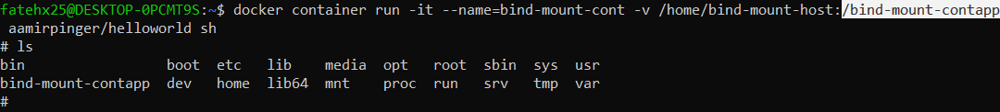 fatehx25@DESKTOP-0PCMT9S:~$ docker container run -it --name=bind-mount-cont -v /home/bind-mount-host:/bind-mount-contapp
aamirpinger/helloworld sh
# ls
bin boot etc lib media opt root sbin sys usr
bind-mount-contapp dev home lib64 mnt proc run srv tmp var
#